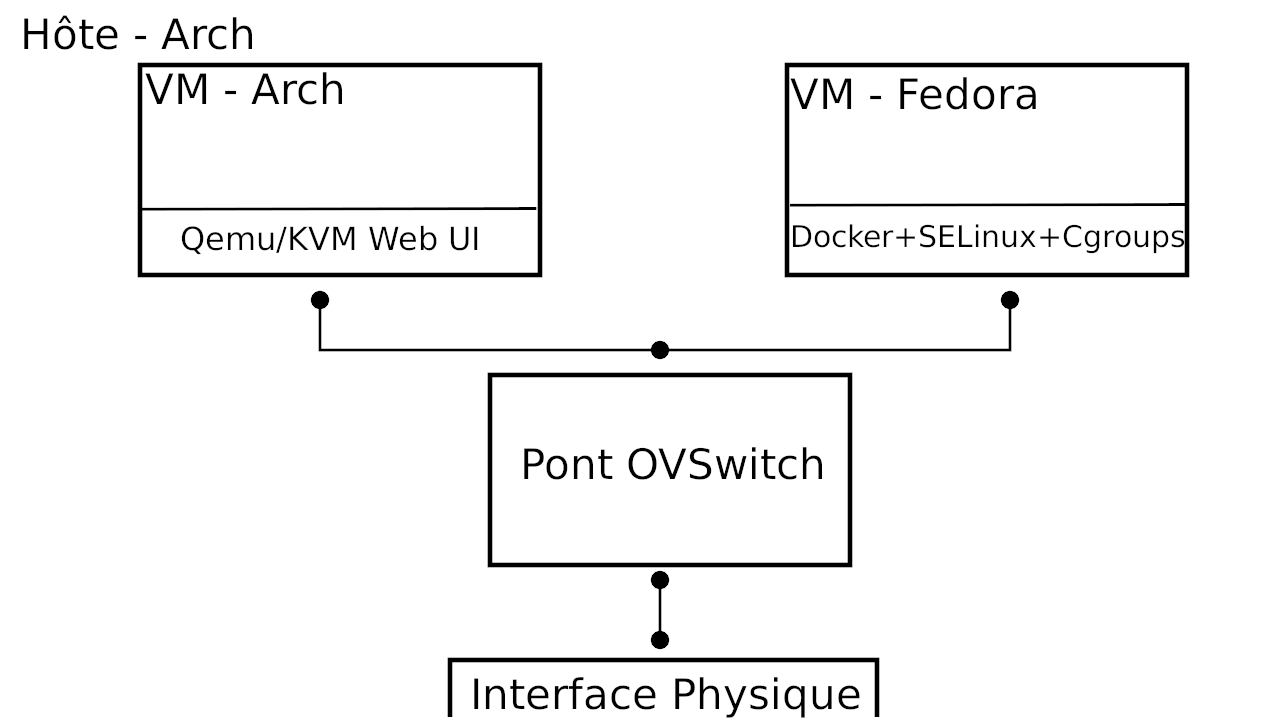 Hôte - Arch
VM - Arch
VM - Fedora
Qemu/KVM Web UI
Docker+SELinux+Cgroups
Pont OVSwitch
Interface Physique